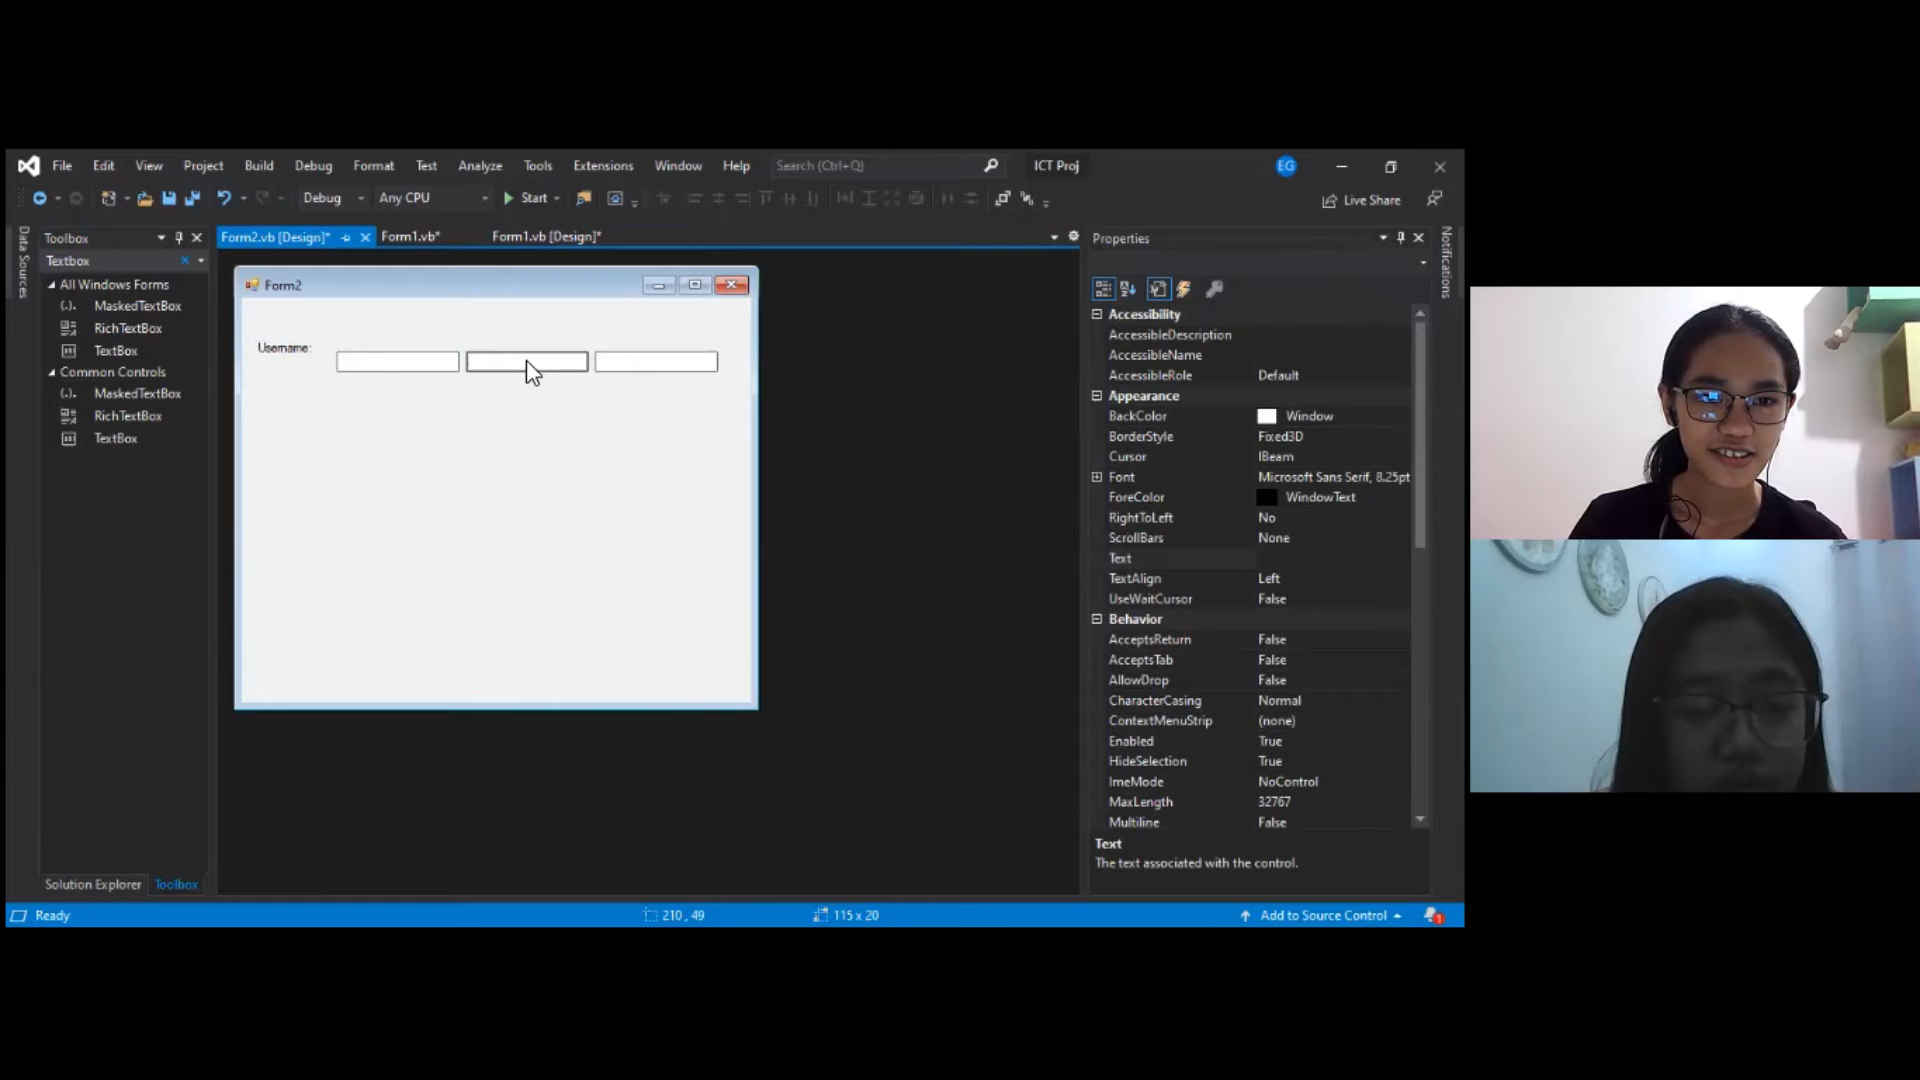 File Edit View Project Build Debug Format Test Analyze Tools Extensions Window Help Search (Ctrl+Q) ICT Proj EG
Debug Any CPU Start Live Share
Data Sources
Toolbox
Textbox
All Windows Forms
MaskedTextBox
RichTextBox
TextBox
Common Controls
MaskedTextBox
RichTextBox
TextBox
Solution Explorer Toolbox
Form2.vb [Design]* Form1.vb* Form1.vb [Design]*
Form2
Username:
Properties
Accessibility
AccessibleDescription
AccessibleName
AccessibleRole Default
Appearance
BackColor Window
BorderStyle Fixed3D
Cursor IBeam
Font Microsoft Sans Serif, 8.25pt
ForeColor WindowText
RightToLeft No
ScrollBars None
Text
TextAlign Left
UseWaitCursor False
Behavior
AcceptsReturn False
AcceptsTab False
AllowDrop False
CharacterCasing Normal
ContextMenuStrip (none)
Enabled True
HideSelection True
ImeMode NoControl
MaxLength 32767
Multiline False
Text
The text associated with the control.
Notifications
Ready 210 , 49 115 x 20 Add to Source Control 1